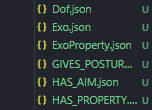 {} Dof.json U
{} Exo.json U
{} ExoProperty.json U
{} GIVES_POSTUR... U
{} HAS_AIM.json U
{} HAS_PROPERTY.... U